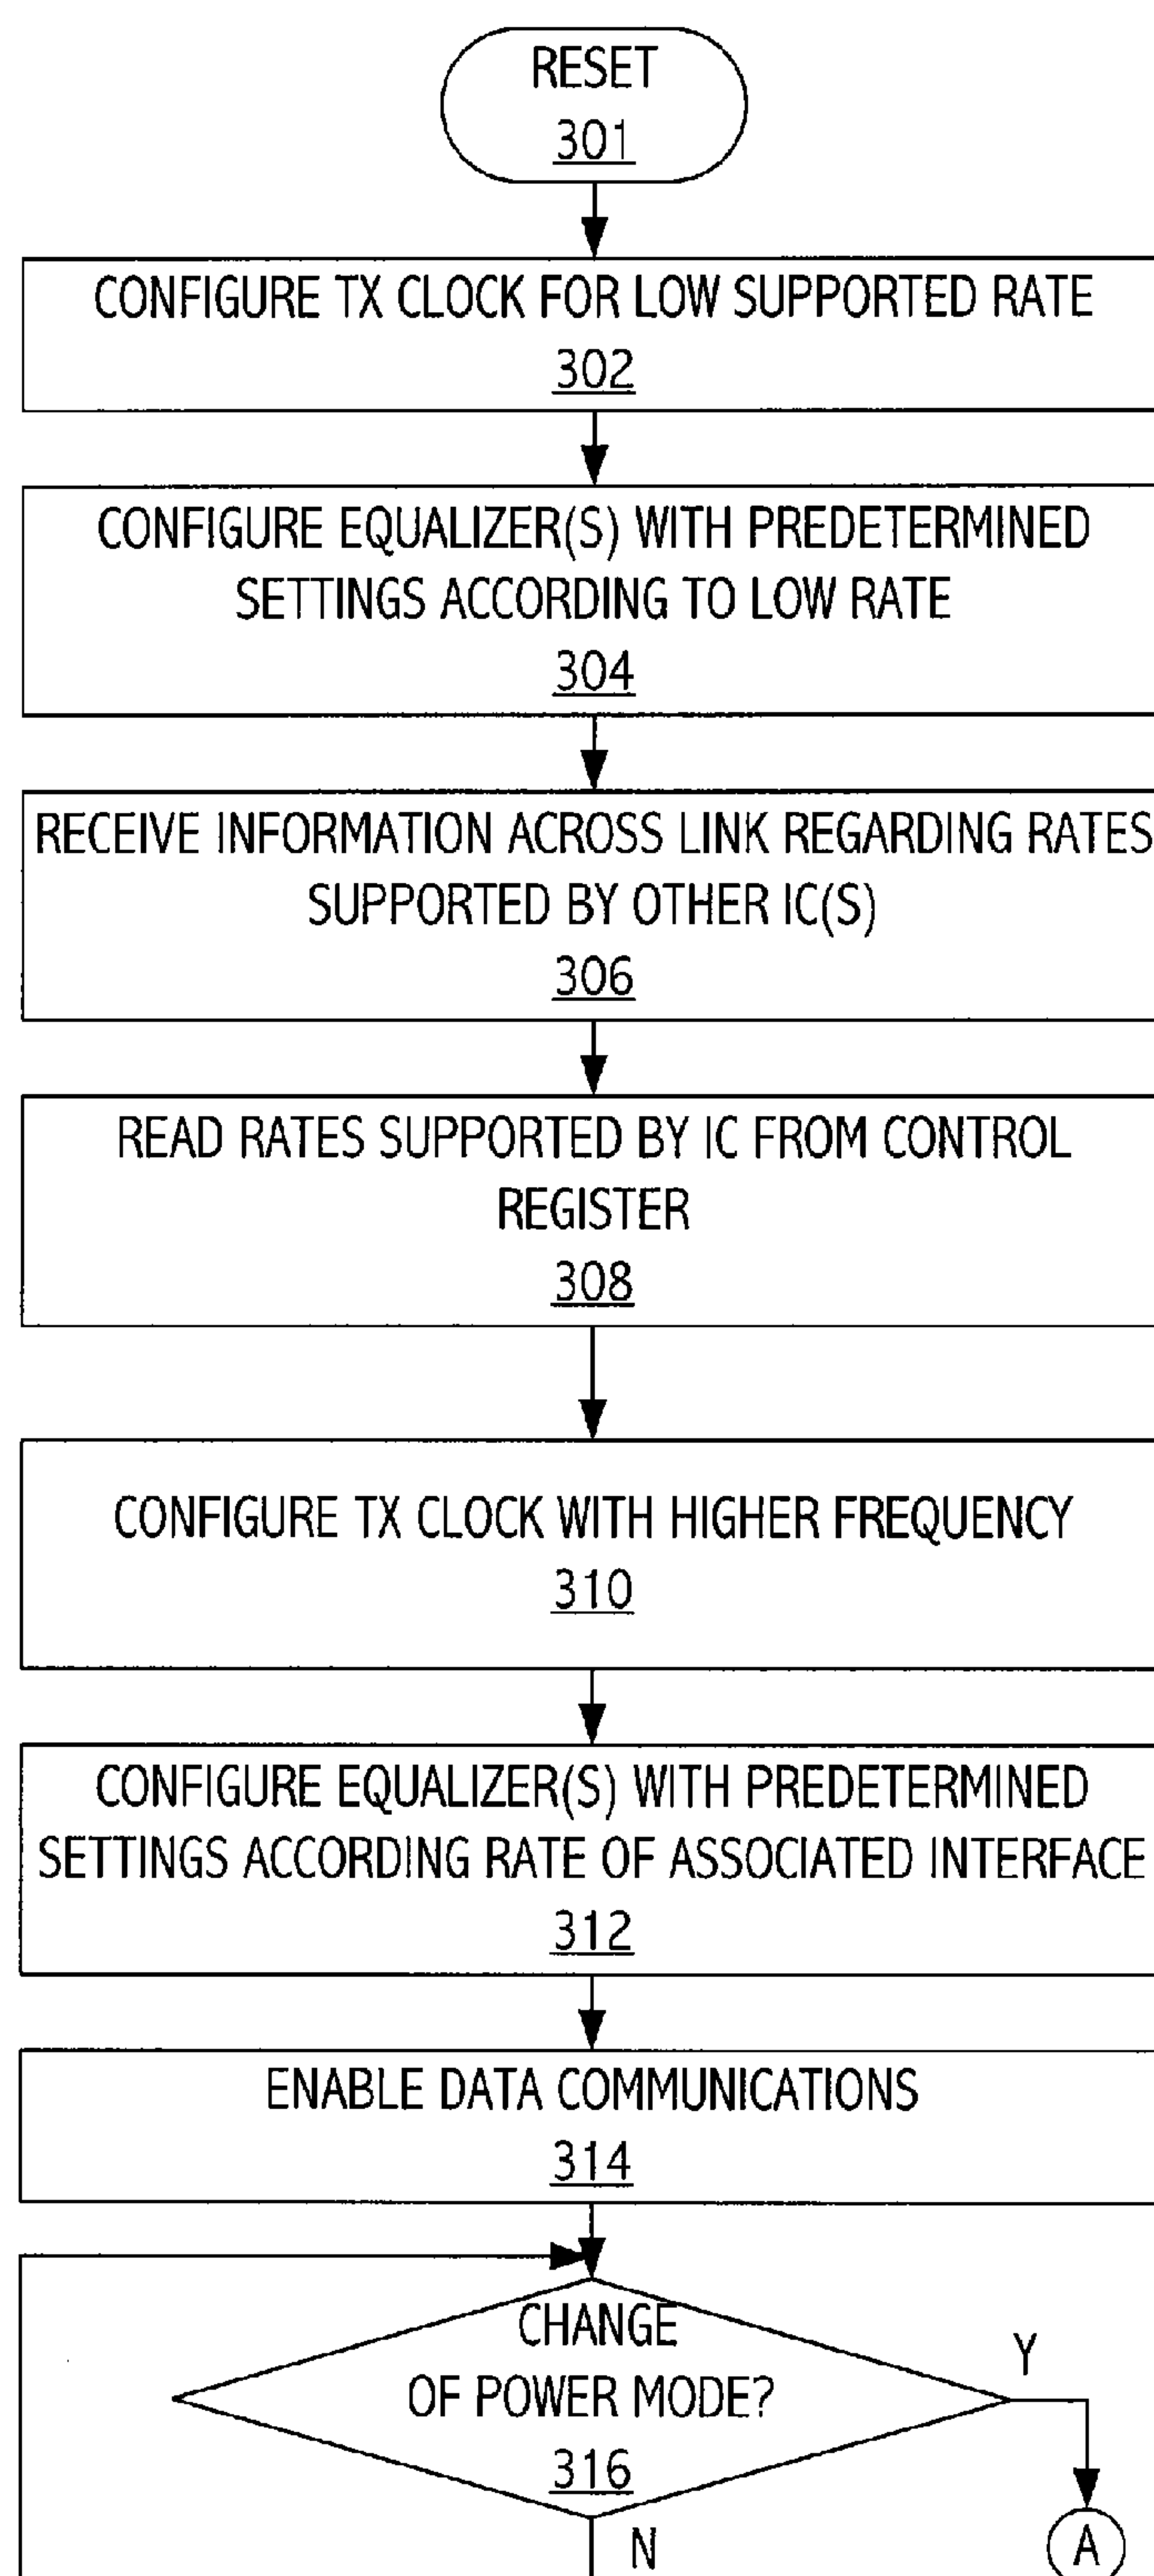 RESET
301
CONFIGURE TX CLOCK FOR LOW SUPPORTED RATE
302
CONFIGURE EQUALIZER(S) WITH PREDETERMINED
SETTINGS ACCORDING TO LOW RATE
304
RECEIVE INFORMATION ACROSS LINK REGARDING RATES
SUPPORTED BY OTHER IC(S)
306
READ RATES SUPPORTED BY IC FROM CONTROL
REGISTER
308
CONFIGURE TX CLOCK WITH HIGHER FREQUENCY
310
CONFIGURE EQUALIZER(S) WITH PREDETERMINED
SETTINGS ACCORDING RATE OF ASSOCIATED INTERFACE
312
ENABLE DATA COMMUNICATIONS
314
CHANGE
OF POWER MODE?
316
Y
N
A